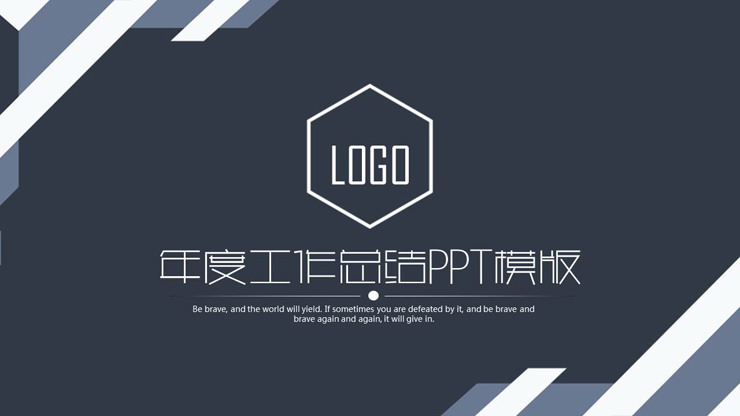 LOGO
年度工作总结PPT模版
Be brave, and the world will yield. If sometimes you are defeated by it, and be brave and
brave again and again, it will give in.